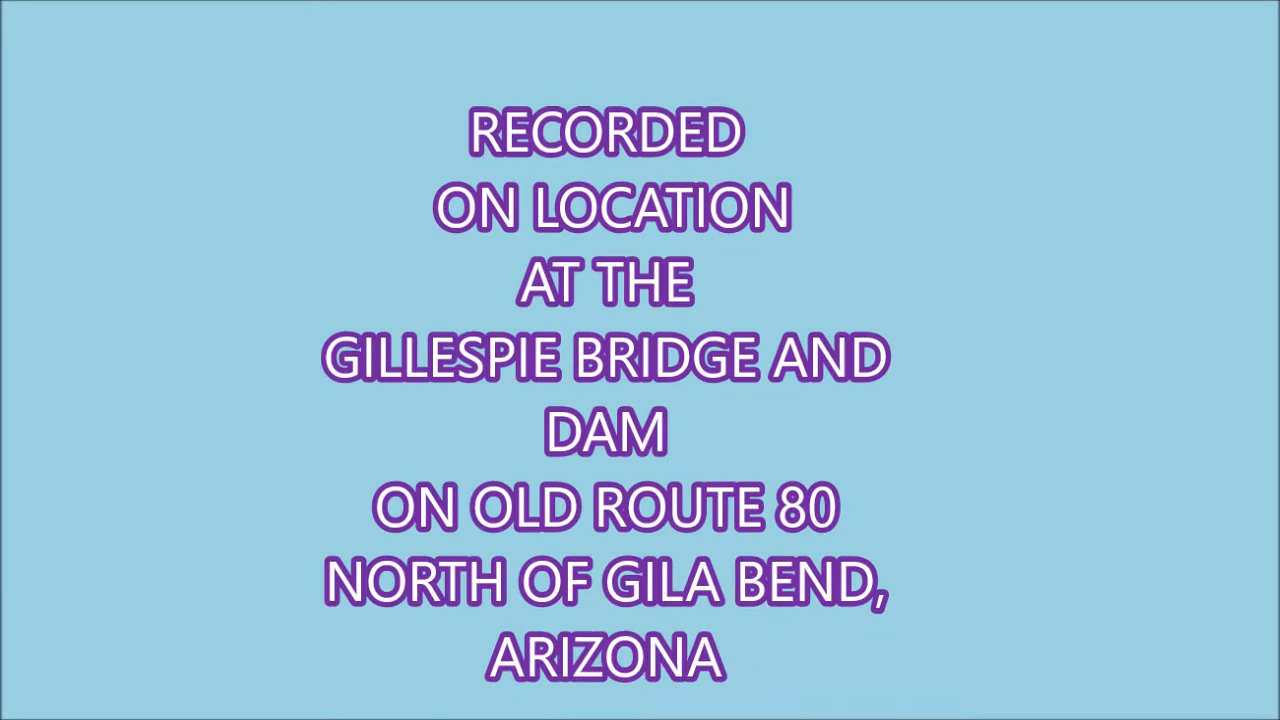 RECORDED
ON LOCATION
AT THE
GILLESPIE BRIDGE AND
DAM
ON OLD ROUTE 80
NORTH OF GILA BEND,
ARIZONA